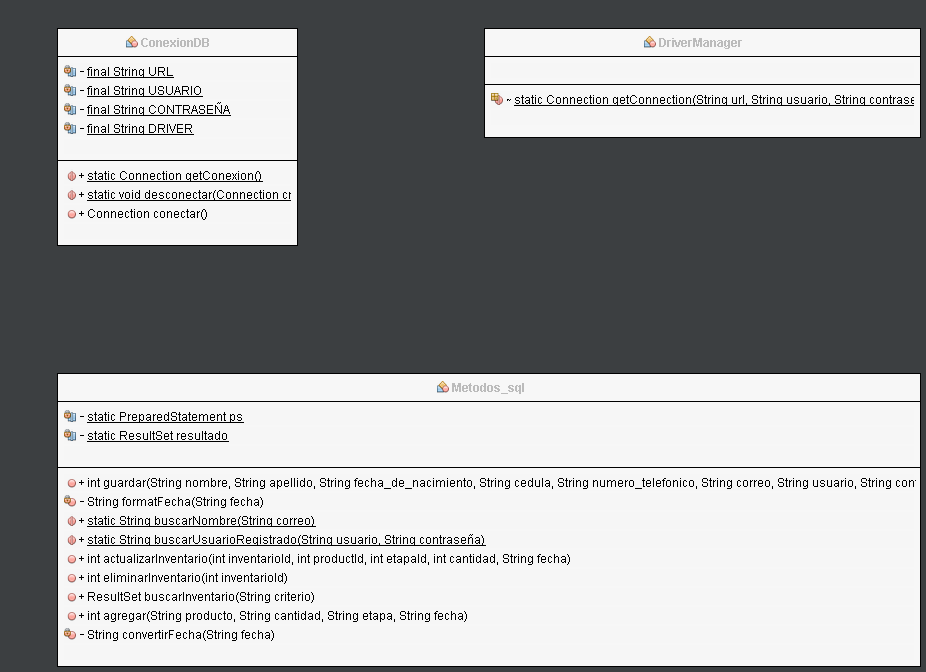 ConexionDB
- final String URL
- final String USUARIO
- final String CONTRASEÑA
- final String DRIVER
+ static Connection getConexion()
+ static void desconectar(Connection
+ Connection conectar()
DriverManager
~ static Connection getConnection(String url, String usuario, String
Metodos_sql
- static PreparedStatement ps
- static ResultSet resultado
+ int guardar(String nombre, String apellido, String fecha_de_nacimiento, String cedula, String numero_telefonico, String correo, String usuario, String
- String formatFecha(String fecha)
+ static String buscarNombre(String correo)
+ static String buscarUsuarioRegistrado(String usuario, String contraseña)
+ int actualizarInventario(int inventarioId, int productId, int etapaId, int cantidad, String fecha)
+ int eliminarInventario(int inventarioId)
+ ResultSet buscarInventario(String criterio)
+ int agregar(String producto, String cantidad, String etapa, String fecha)
- String convertirFecha(String fecha)